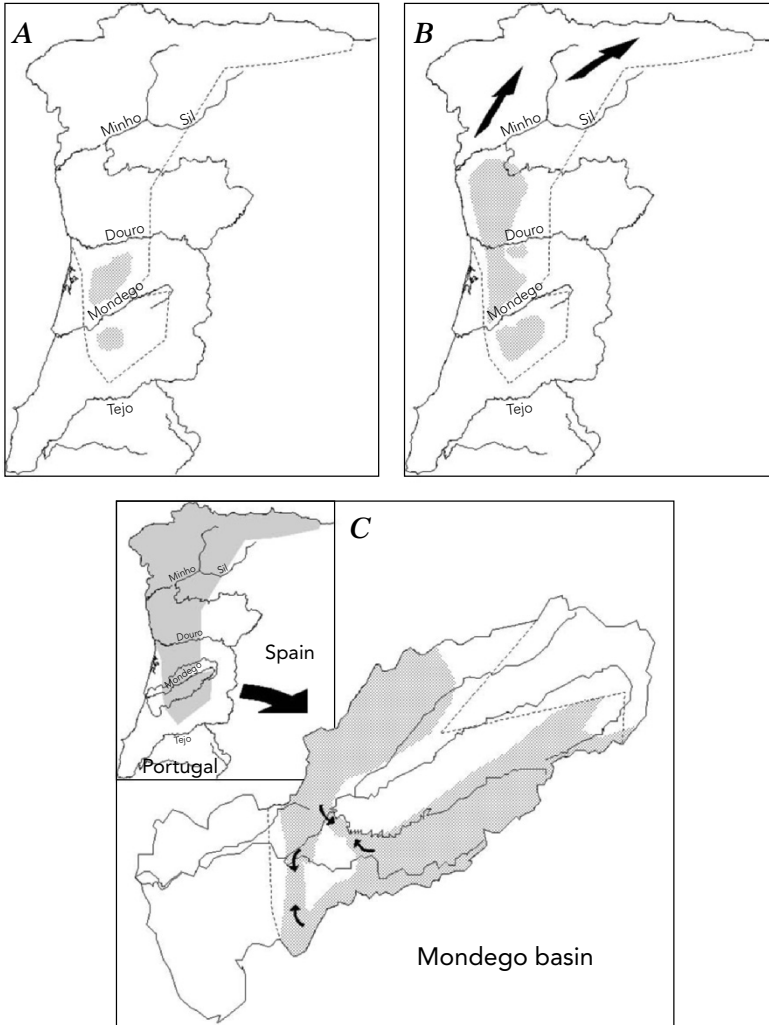 A
Minho
Sil
Douro
Mondego
Tejo
B
Minho
Sil
Douro
Mondego
Tejo
C
Minho
Sil
Douro
Mondego
Spain
Tejo
Portugal
Mondego basin